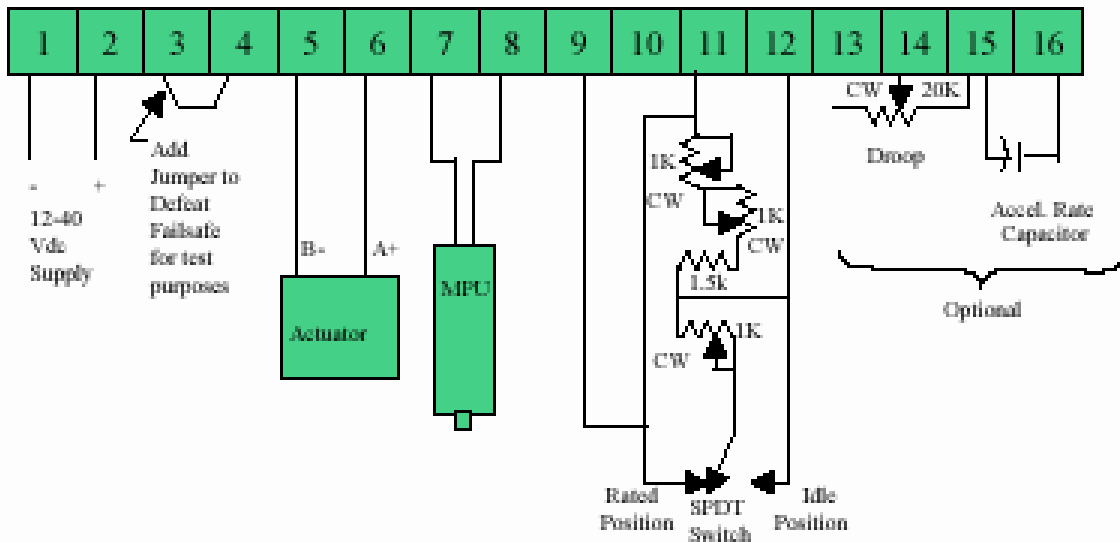 1 2 3 4 5 6 7 8 9 10 11 12 13 14 15 16
-
+
12-40
Vdc
Supply
Add
Jumper to
Defeat
Failsafe
for test
purposes
B-
A+
Actuator
MPU
1K
CW
1K
CW
1.5k
1K
CW
Rated
Position
SPDT
Switch
Idle
Position
CW
20K
Droop
Accel. Rate
Capacitor
Optional